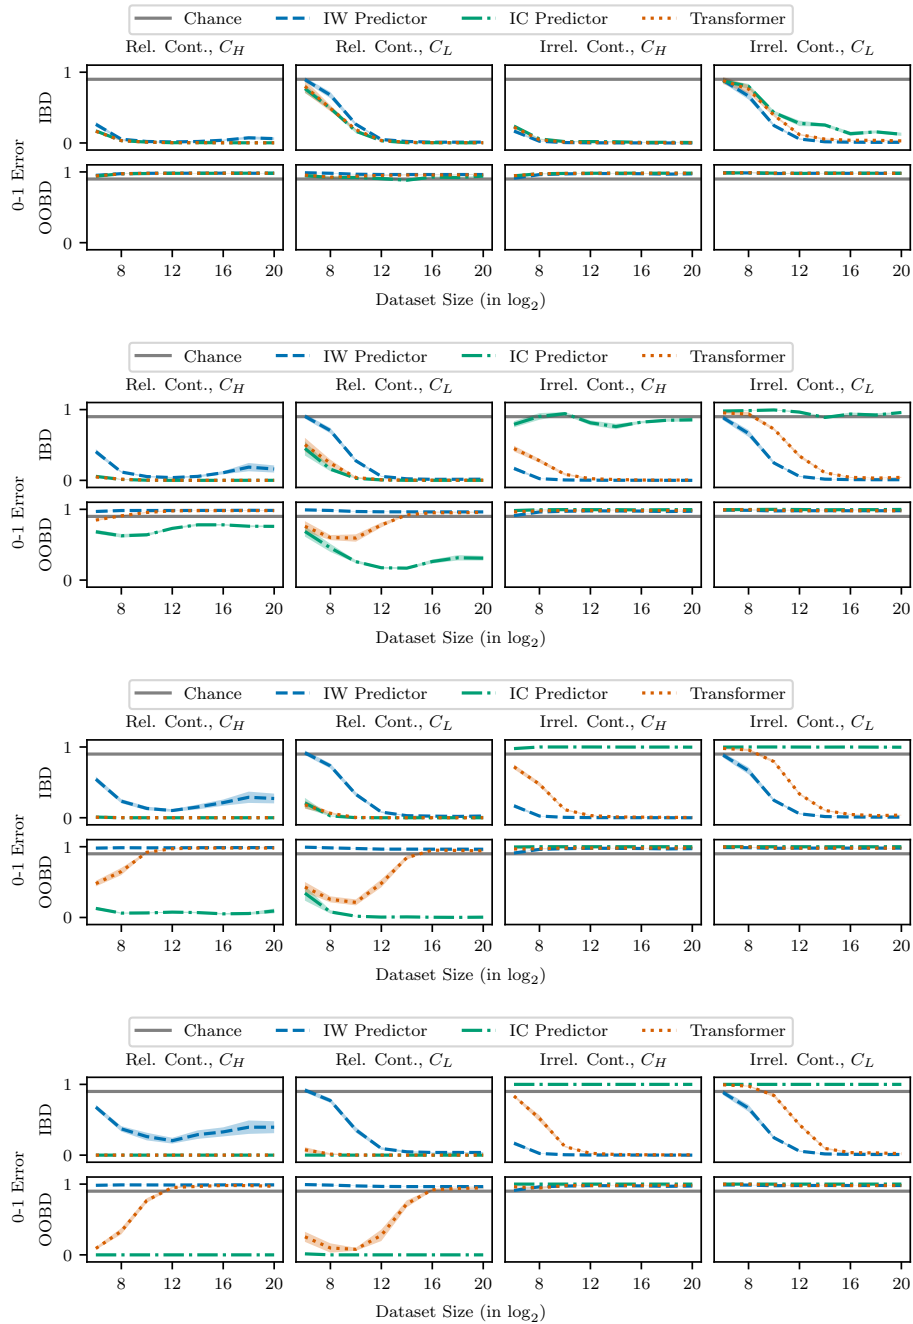 Chance IW Predictor IC Predictor Transformer
Rel. Cont., C_H Rel. Cont., C_L Irrel. Cont., C_H Irrel. Cont., C_L
0-1 Error
IBD
1
0
OOBD
1
0
8 12 16 20 8 12 16 20 8 12 16 20 8 12 16 20
Dataset Size (in log_2)
Chance IW Predictor IC Predictor Transformer
Rel. Cont., C_H Rel. Cont., C_L Irrel. Cont., C_H Irrel. Cont., C_L
0-1 Error
IBD
1
0
OOBD
1
0
8 12 16 20 8 12 16 20 8 12 16 20 8 12 16 20
Dataset Size (in log_2)
Chance IW Predictor IC Predictor Transformer
Rel. Cont., C_H Rel. Cont., C_L Irrel. Cont., C_H Irrel. Cont., C_L
0-1 Error
IBD
1
0
OOBD
1
0
8 12 16 20 8 12 16 20 8 12 16 20 8 12 16 20
Dataset Size (in log_2)
Chance IW Predictor IC Predictor Transformer
Rel. Cont., C_H Rel. Cont., C_L Irrel. Cont., C_H Irrel. Cont., C_L
0-1 Error
IBD
1
0
OOBD
1
0
8 12 16 20 8 12 16 20 8 12 16 20 8 12 16 20
Dataset Size (in log_2)